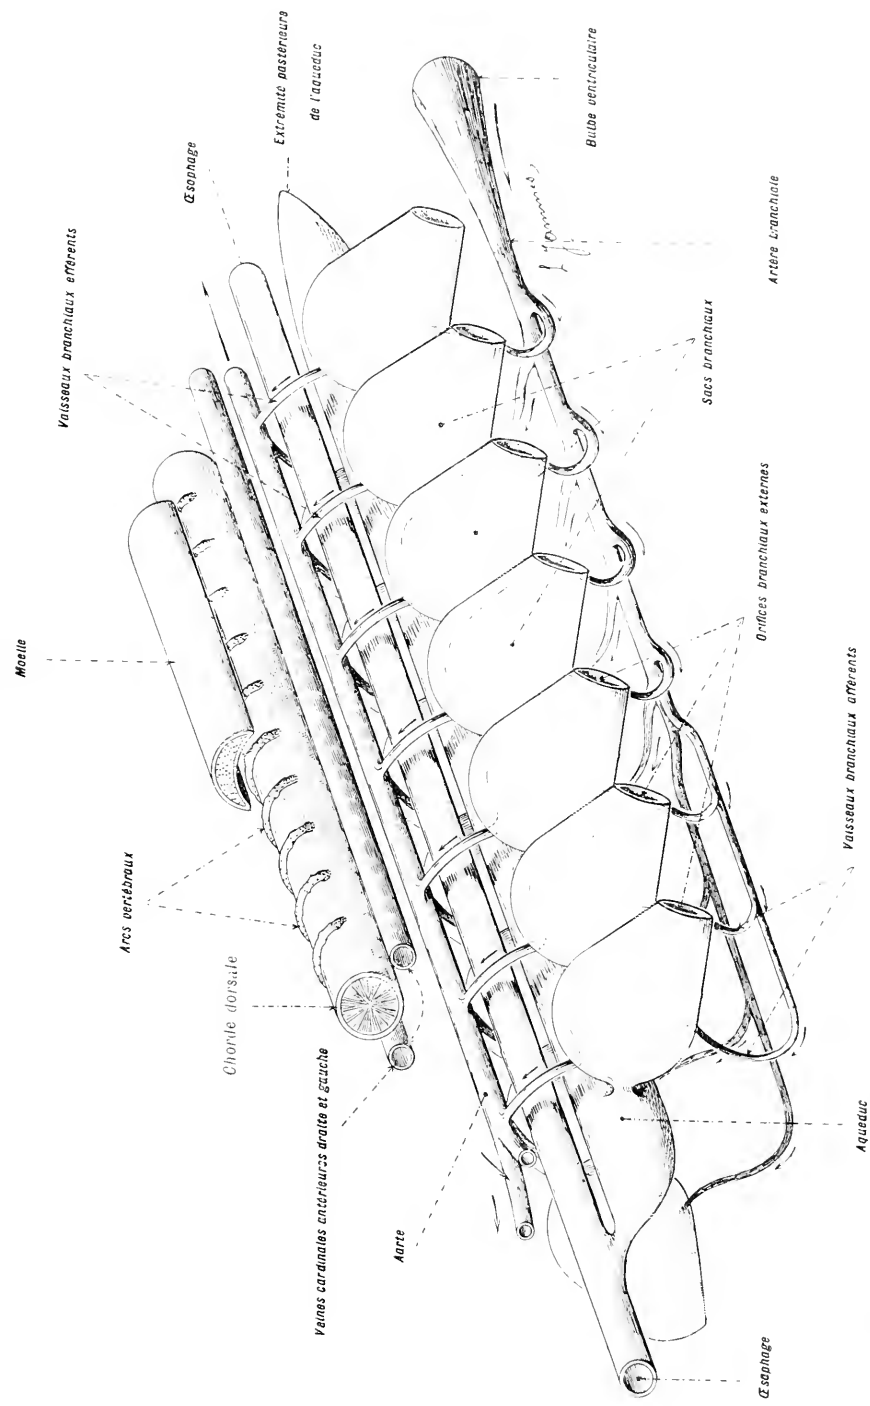 Moelle
Vaisseaux branchiaux efférents
Arcs vertébraux
Œsophage
Chorde dorsale
Extrémité postérieure
de l'aqueduc
Veines cardinales antérieures droite et gauche
Aorte
L Jammes
Bulbe ventriculaire
Sacs branchiaux
Orifices branchiaux externes
Œsophage
Artère branchiale
Vaisseaux branchiaux afférents
Aqueduc